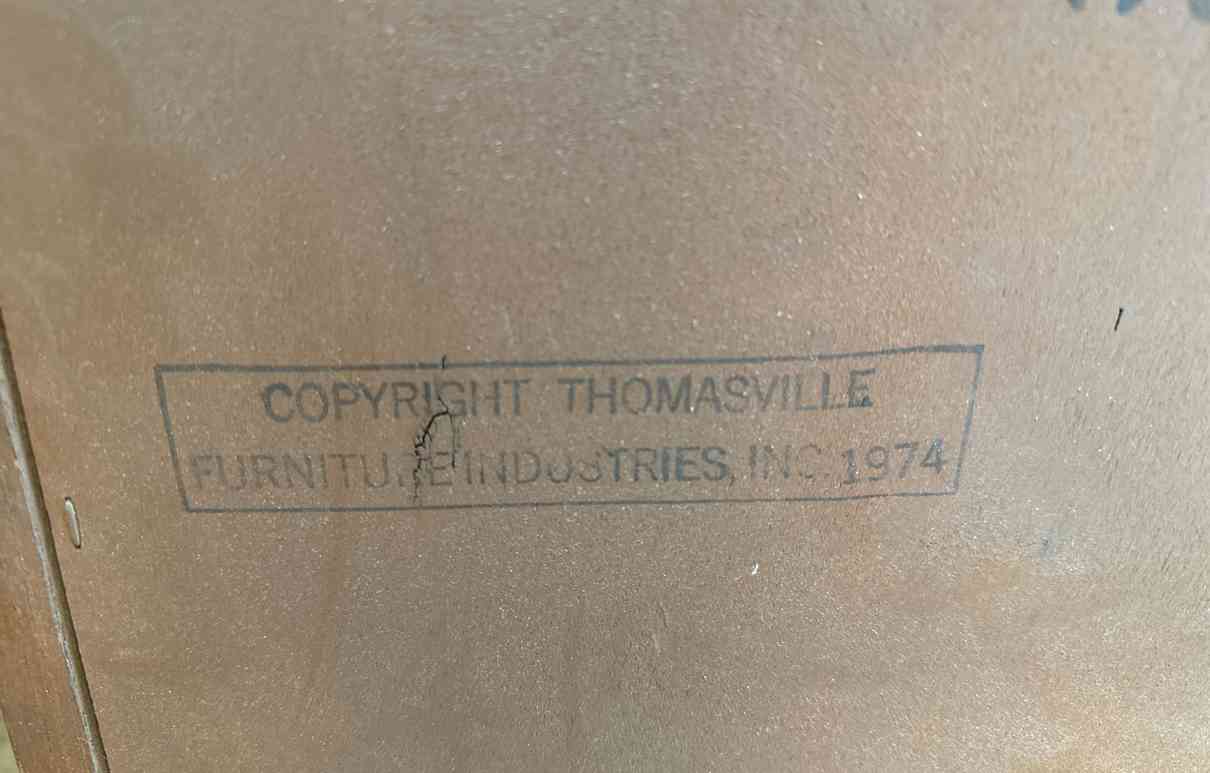 COPYRIGHT THOMASVILLE
FURNITURE INDUSTRIES, INC. 1974